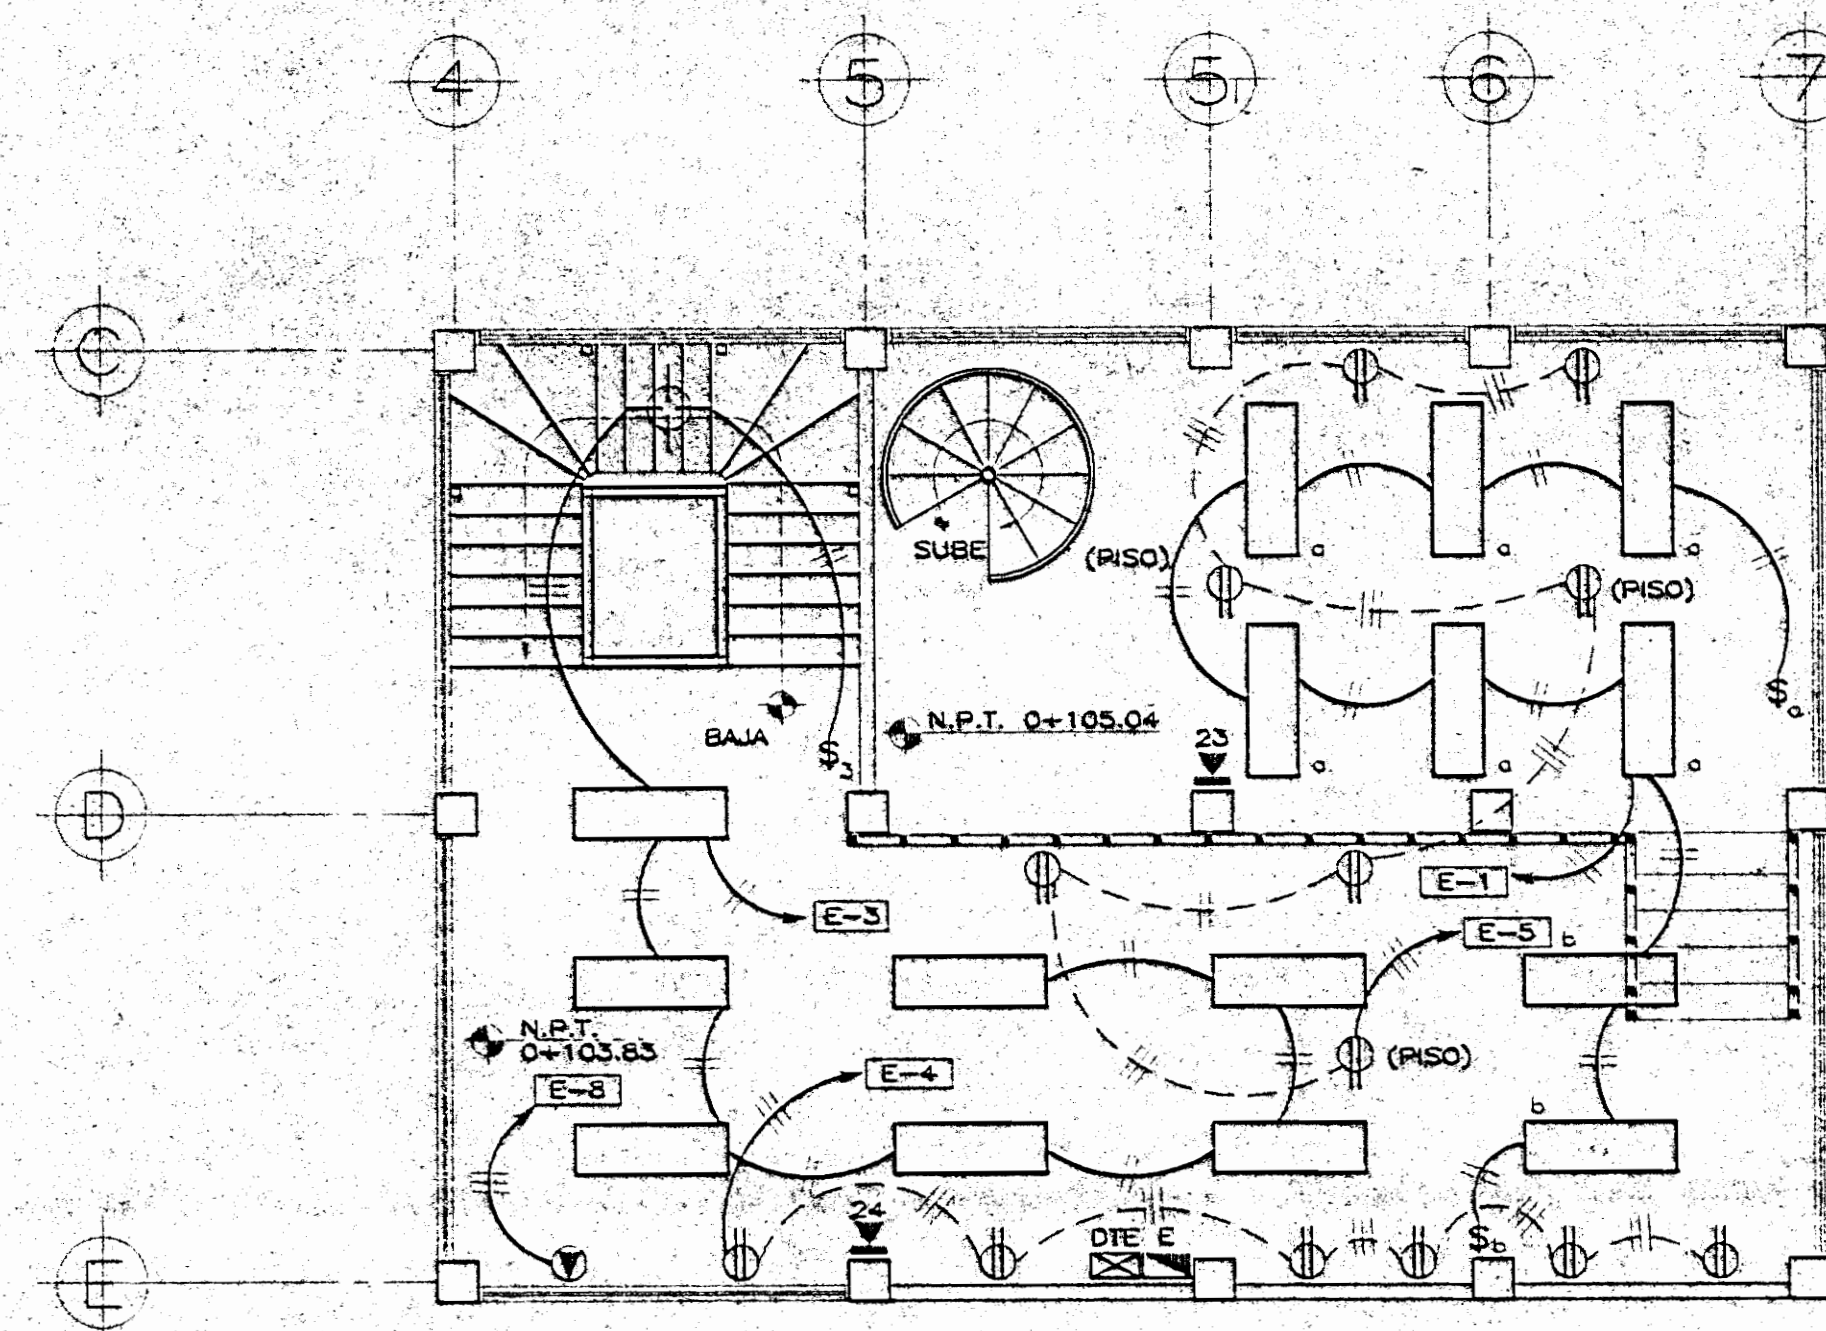 4 5 5₁ 6 7
C
SUBE
(PISO)
a a a
(PISO)
N.P.T. 0+105.04
$a
BAJA
$3
23
a a a
D
E-1
E-3
E-5 b
N.P.T.
0+103.83
(PISO)
E-4
E-8
b
24
DTE E
$b
E